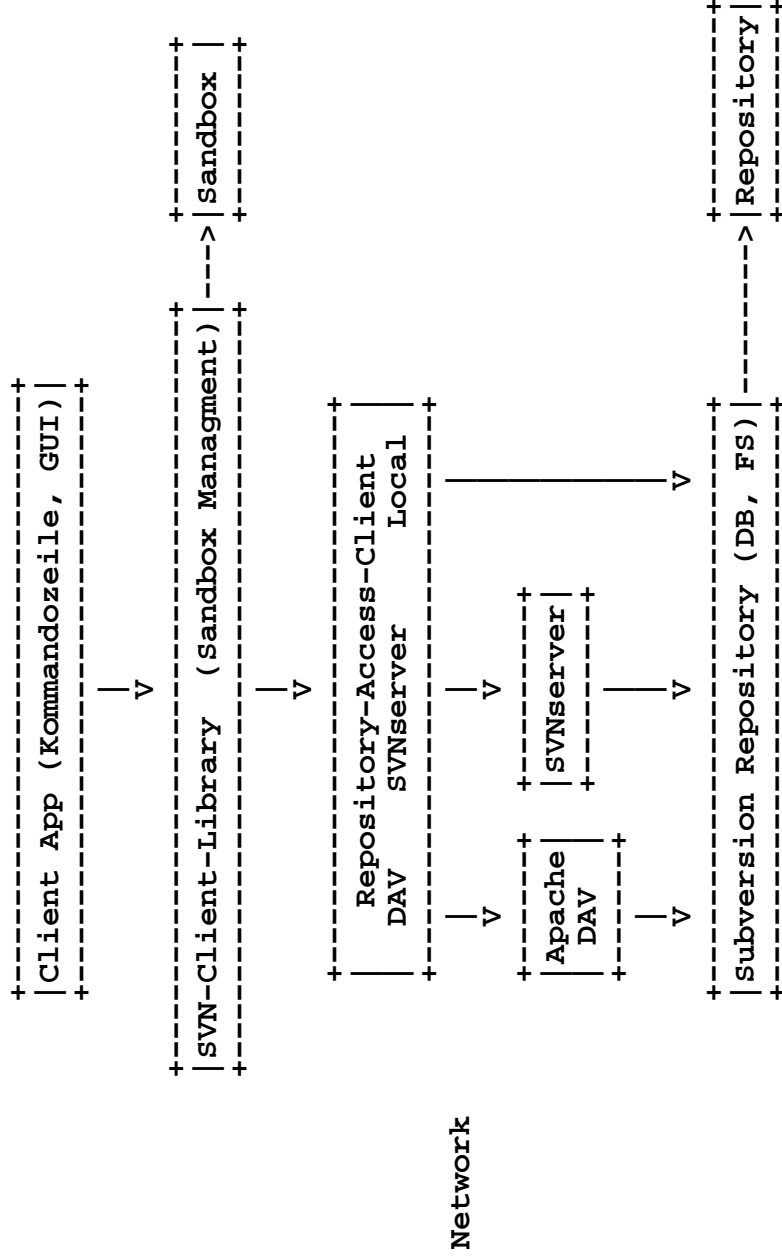 Client App (Kommandozeile, GUI)
SVN-Client-Library (Sandbox Managment)
Sandbox
Repository-Access-Client
DAV SVNserver Local
Network
Apache
DAV
SVNserver
Subversion Repository (DB, FS)
Repository